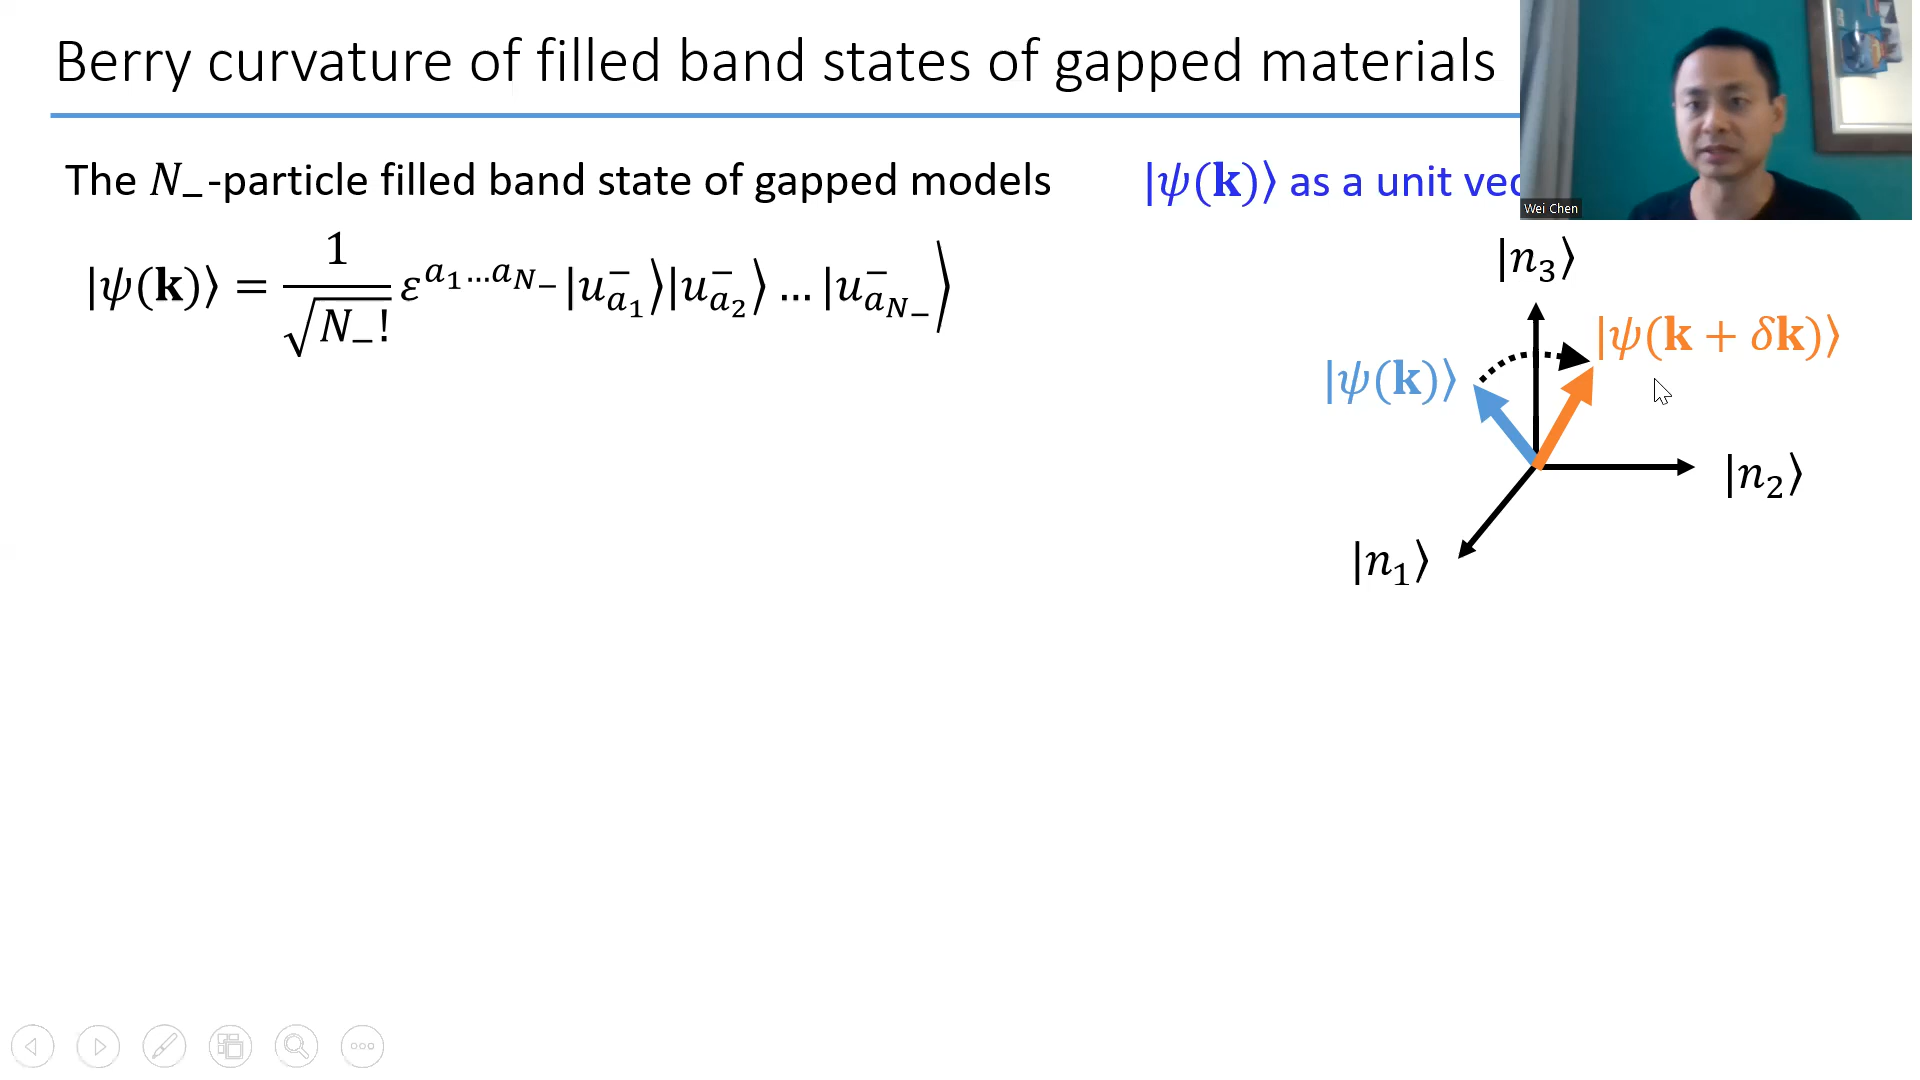 Berry curvature of filled band states of gapped materials
The N₋-particle filled band state of gapped models
|ψ(𝐤)⟩ as a unit vec
Wei Chen
|ψ(𝐤)⟩ = 1/√(N₋!) ε^{a₁…a_{N₋}} |u⁻_{a₁}⟩|u⁻_{a₂}⟩ … |u⁻_{a_{N₋}}⟩
|n₃⟩
|ψ(𝐤 + δ𝐤)⟩
|ψ(𝐤)⟩
|n₂⟩
|n₁⟩